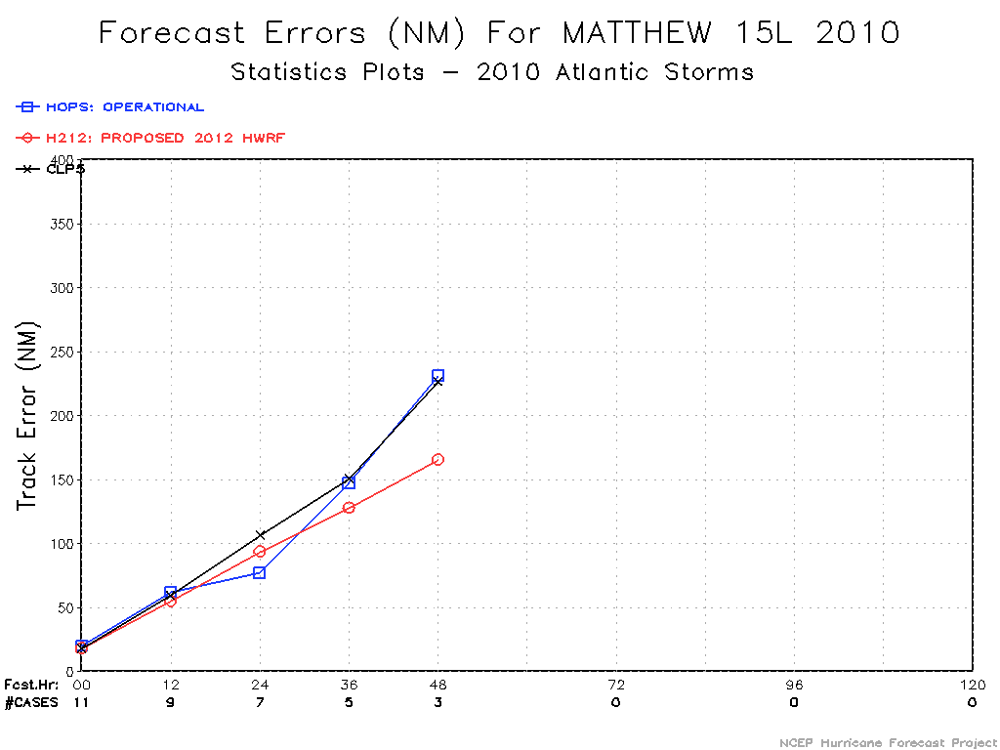 Forecast Errors (NM) For MATTHEW 15L 2010
Statistics Plots - 2010 Atlantic Storms
HOPS: OPERATIONAL
H212: PROPOSED 2012 HWRF
CLP5
400
350
300
250
200
150
100
50
0
Track Error (NM)
Fcst.Hr: 00 12 24 36 48 72 96 120
#CASES 11 9 7 5 3 0 0 0
NCEP Hurricane Forecast Project